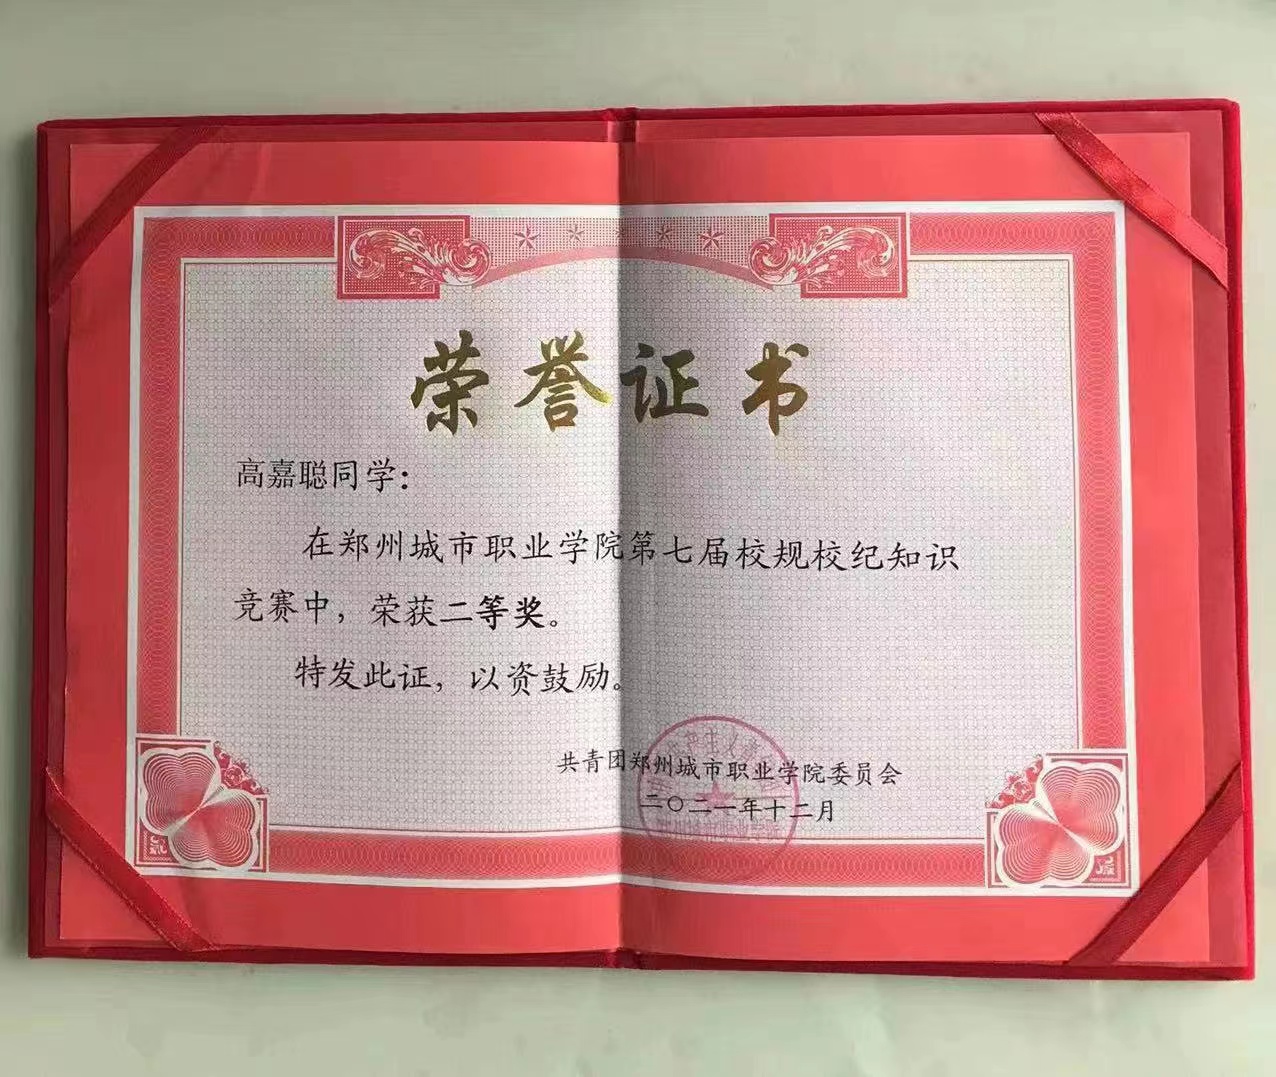 荣誉证书
高嘉聪同学：
在郑州城市职业学院第七届校规校纪知识
竞赛中，荣获二等奖。
特发此证，以资鼓励。
共青团郑州城市职业学院委员会
二〇二一年十二月